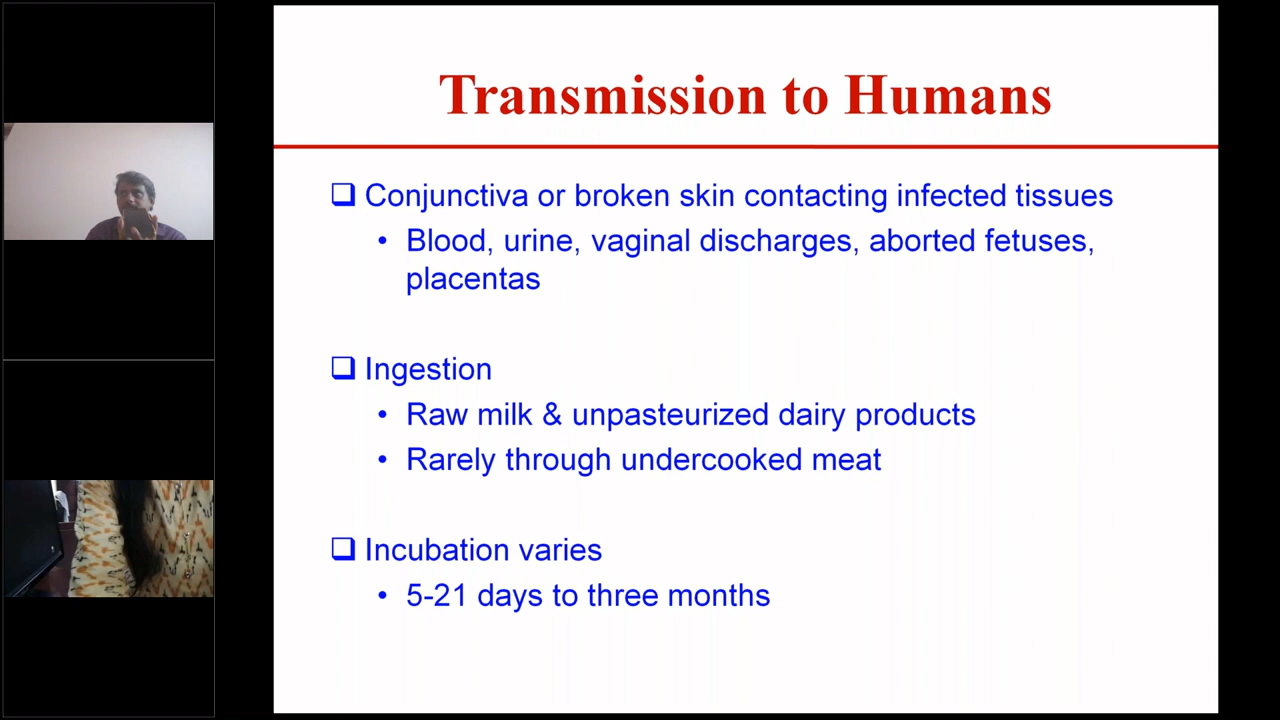 Transmission to Humans
❑ Conjunctiva or broken skin contacting infected tissues
• Blood, urine, vaginal discharges, aborted fetuses,
placentas
❑ Ingestion
• Raw milk & unpasteurized dairy products
• Rarely through undercooked meat
❑ Incubation varies
• 5-21 days to three months